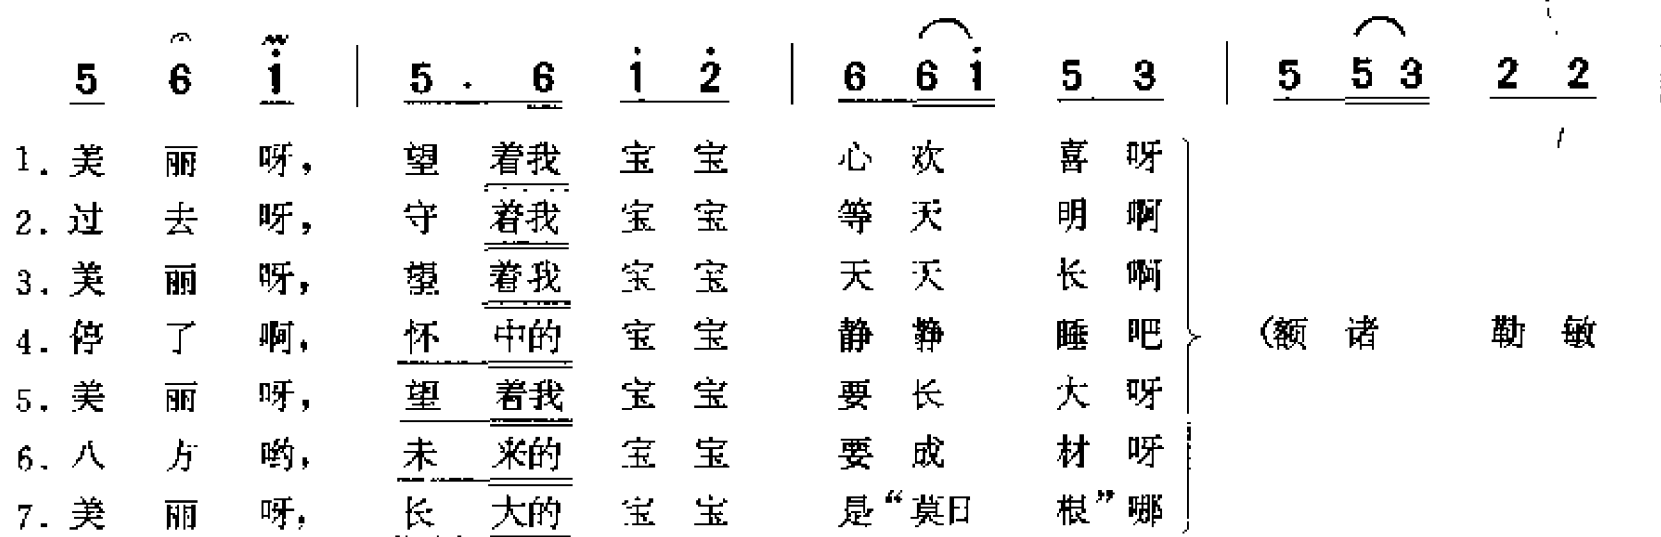 5 6 i | 5 . 6 i 2̇ | 6 6 i 5 3 | 5 5 3 2 2
1. 美 丽 呀， 望 着我 宝 宝 心 欢 喜 呀
2. 过 去 呀， 守 着我 宝 宝 等 天 明 啊
3. 美 丽 呀， 望 着我 宝 宝 天 天 长 啊
4. 停 了 啊， 怀 中的 宝 宝 静 静 睡 吧 （额 诸 勒 敏
5. 美 丽 呀， 望 着我 宝 宝 要 长 大 呀
6. 八 方 哟， 未 来的 宝 宝 要 成 材 呀
7. 美 丽 呀， 长 大的 宝 宝 是 “莫日 根” 哪